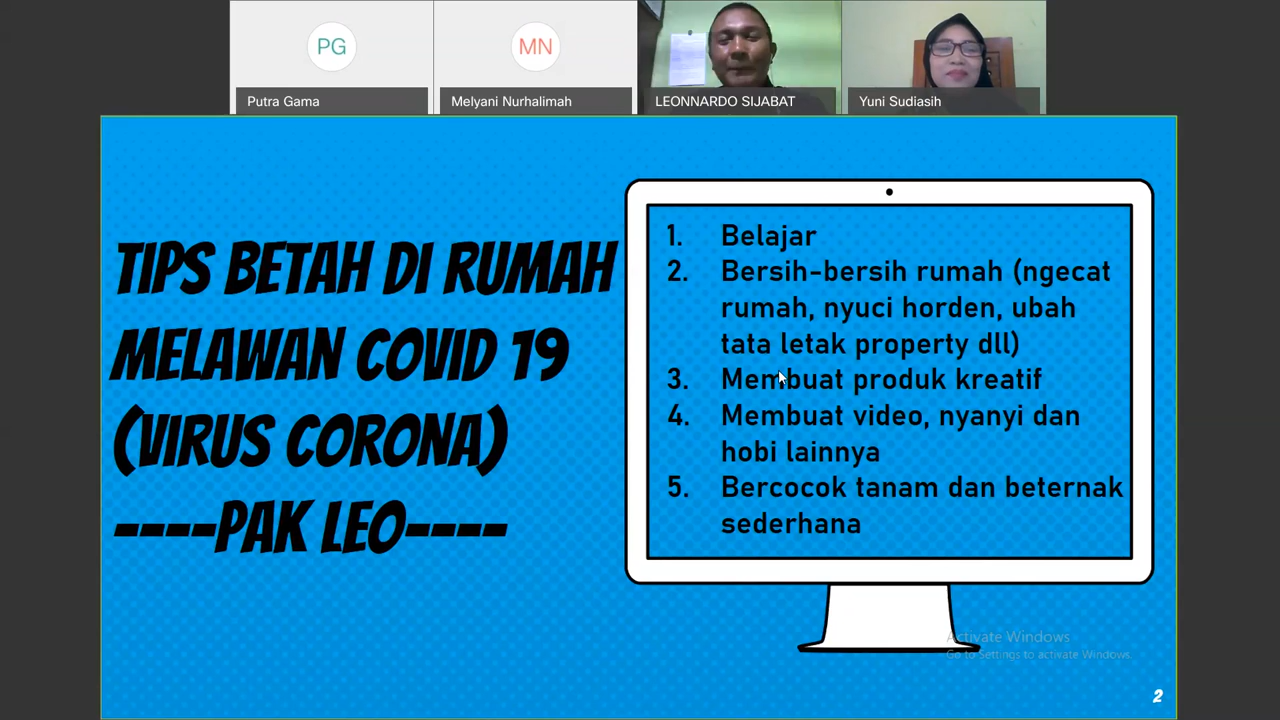 PG
MN
Putra Gama
Melyani Nurhalimah
LEONNARDO SIJABAT
Yuni Sudiasih
TIPS BETAH DI RUMAH
MELAWAN COVID 19
(VIRUS CORONA)
----PAK LEO----
1. Belajar
2. Bersih-bersih rumah (ngecat
rumah, nyuci horden, ubah
tata letak property dll)
3. Membuat produk kreatif
4. Membuat video, nyanyi dan
hobi lainnya
5. Bercocok tanam dan beternak
sederhana
Activate Windows
Go to Settings to activate Windows.
2